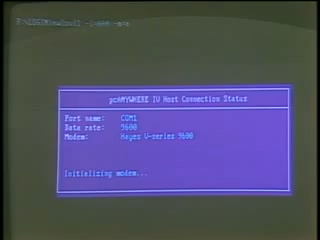 pcANYWHERE IV Host Connection Status
Port name: COM1
Data rate: 9600
Modem: Hayes V-series 9600
Initializing modem...